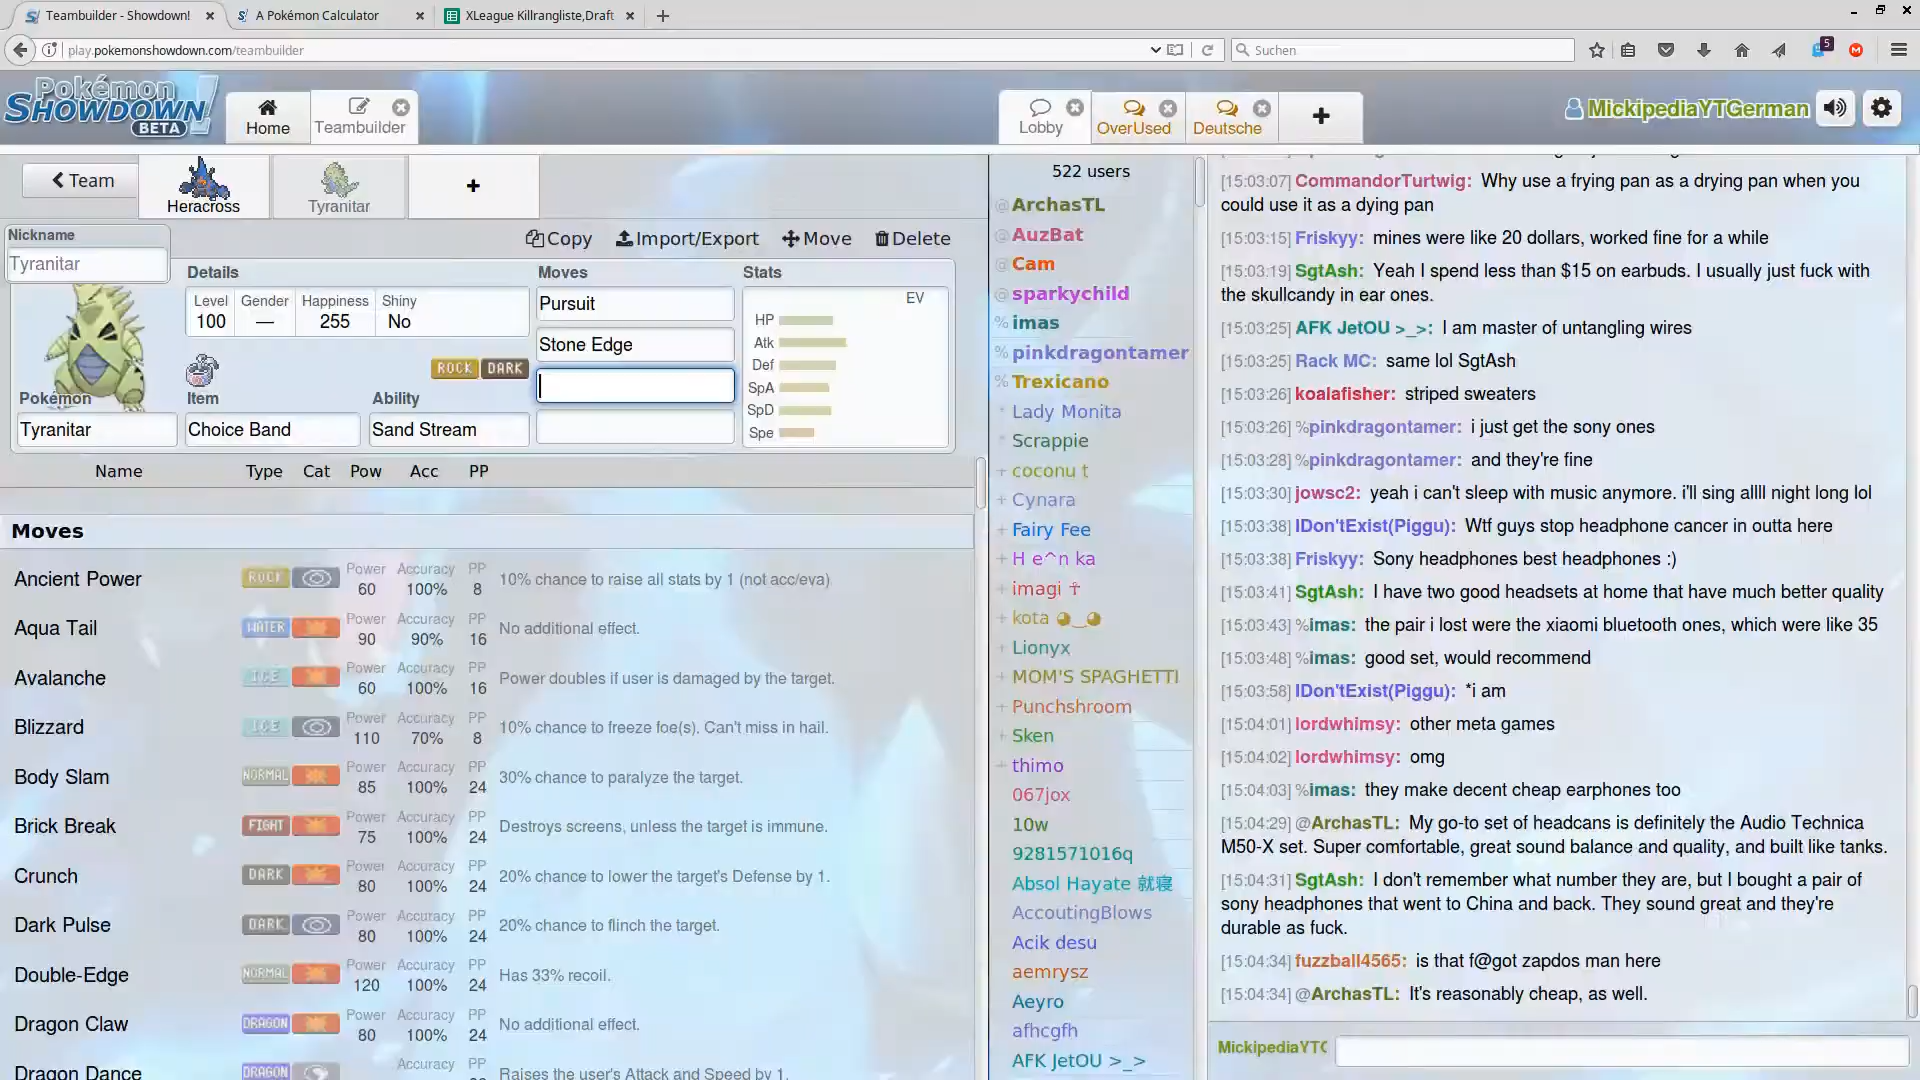 Teambuilder - Showdown!
A Pokémon Calculator
XLeague Killrangliste,Draft
play.pokemonshowdown.com/teambuilder
Suchen
5
Pokémon
SHOWDOWN!
BETA
Home
Teambuilder
Lobby
OverUsed
Deutsche
MickipediaYTGerman
Team
Heracross
Tyranitar
Copy
Import/Export
Move
Delete
Nickname
Tyranitar
Details
Level
100
Gender
—
Happiness
255
Shiny
No
ROCK DARK
Pokémon
Tyranitar
Item
Choice Band
Ability
Sand Stream
Moves
Pursuit
Stone Edge
Stats
EV
HP
Atk
Def
SpA
SpD
Spe
Name Type Cat Pow Acc PP
Moves
Ancient Power ROCK Power 60 Accuracy 100% PP 8 10% chance to raise all stats by 1 (not acc/eva).
Aqua Tail WATER Power 90 Accuracy 90% PP 16 No additional effect.
Avalanche ICE Power 60 Accuracy 100% PP 16 Power doubles if user is damaged by the target.
Blizzard ICE Power 110 Accuracy 70% PP 8 10% chance to freeze foe(s). Can't miss in hail.
Body Slam NORMAL Power 85 Accuracy 100% PP 24 30% chance to paralyze the target.
Brick Break FIGHT Power 75 Accuracy 100% PP 24 Destroys screens, unless the target is immune.
Crunch DARK Power 80 Accuracy 100% PP 24 20% chance to lower the target's Defense by 1.
Dark Pulse DARK Power 80 Accuracy 100% PP 24 20% chance to flinch the target.
Double-Edge NORMAL Power 120 Accuracy 100% PP 24 Has 33% recoil.
Dragon Claw DRAGON Power 80 Accuracy 100% PP 24 No additional effect.
Dragon Dance DRAGON Accuracy PP Raises the user's Attack and Speed by 1.
522 users
@ArchasTL
@AuzBat
@Cam
@sparkychild
%imas
%pinkdragontamer
%Trexicano
* Lady Monita
* Scrappie
+coconu t
+Cynara
+Fairy Fee
+H e^n ka
+imagi ☥
+kota ◕‿◕
+Lionyx
+MOM'S SPAGHETTI
+Punchshroom
+Sken
+thimo
067jox
10w
9281571016q
Absol Hayate 就寝
AccoutingBlows
Acik desu
aemrysz
Aeyro
afhcgfh
AFK JetOU >_>
[15:03:07] CommandorTurtwig: Why use a frying pan as a drying pan when you
could use it as a dying pan
[15:03:15] Friskyy: mines were like 20 dollars, worked fine for a while
[15:03:19] SgtAsh: Yeah I spend less than $15 on earbuds. I usually just fuck with
the skullcandy in ear ones.
[15:03:25] AFK JetOU >_>: I am master of untangling wires
[15:03:25] Rack MC: same lol SgtAsh
[15:03:26] koalafisher: striped sweaters
[15:03:26] %pinkdragontamer: i just get the sony ones
[15:03:28] %pinkdragontamer: and they're fine
[15:03:30] jowsc2: yeah i can't sleep with music anymore. i'll sing allll night long lol
[15:03:38] IDon'tExist(Piggu): Wtf guys stop headphone cancer in outta here
[15:03:38] Friskyy: Sony headphones best headphones :)
[15:03:41] SgtAsh: I have two good headsets at home that have much better quality
[15:03:43] %imas: the pair i lost were the xiaomi bluetooth ones, which were like 35
[15:03:48] %imas: good set, would recommend
[15:03:58] IDon'tExist(Piggu): *i am
[15:04:01] lordwhimsy: other meta games
[15:04:02] lordwhimsy: omg
[15:04:03] %imas: they make decent cheap earphones too
[15:04:29] @ArchasTL: My go-to set of headcans is definitely the Audio Technica
M50-X set. Super comfortable, great sound balance and quality, and built like tanks.
[15:04:31] SgtAsh: I don't remember what number they are, but I bought a pair of
sony headphones that went to China and back. They sound great and they're
durable as fuck.
[15:04:34] fuzzball4565: is that f@got zapdos man here
[15:04:34] @ArchasTL: It's reasonably cheap, as well.
MickipediaYTG